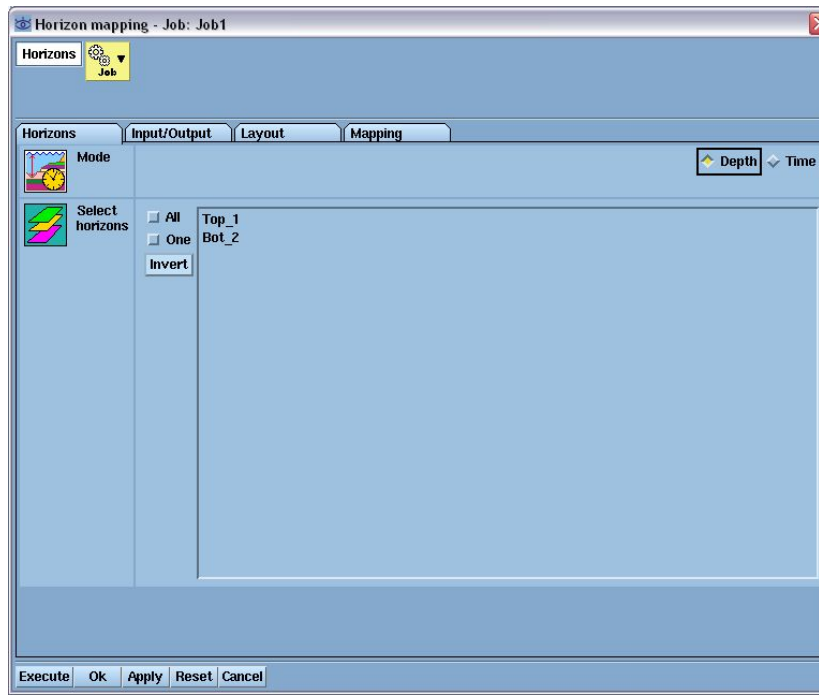 Horizon mapping - Job: Job1
Horizons
Job
Horizons Input/Output Layout Mapping
Mode
Depth Time
Select
horizons
All
One
Invert
Top_1
Bot_2
Execute Ok Apply Reset Cancel